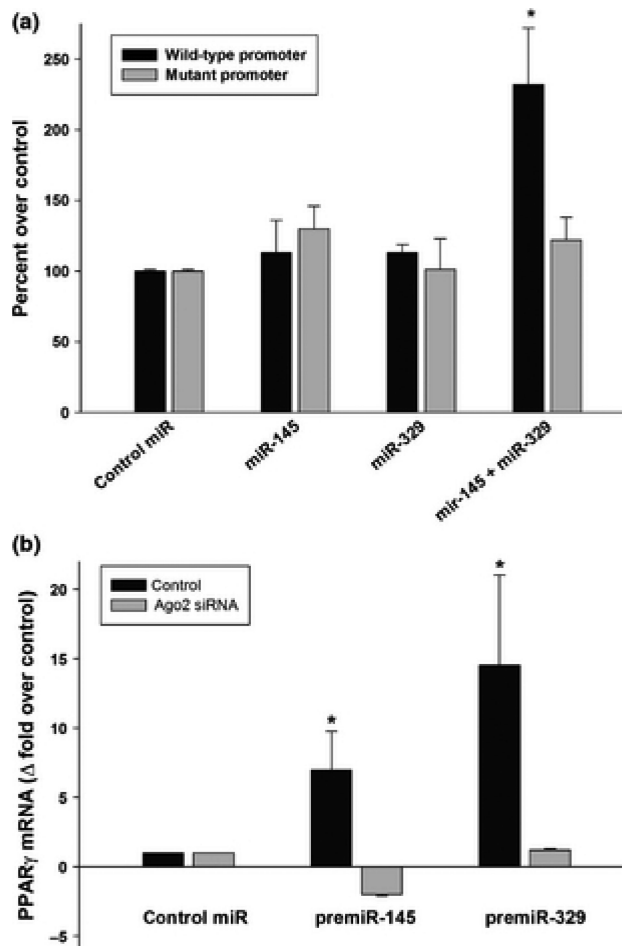 (a)
Percent over control
250
200
150
100
50
0
Wild-type promoter
Mutant promoter
*
Control miR
miR-145
miR-329
mir-145 + miR-329
(b)
PPARγ mRNA (Δ fold over control)
20
15
10
5
0
−5
Control
Ago2 siRNA
*
*
Control miR
premiR-145
premiR-329